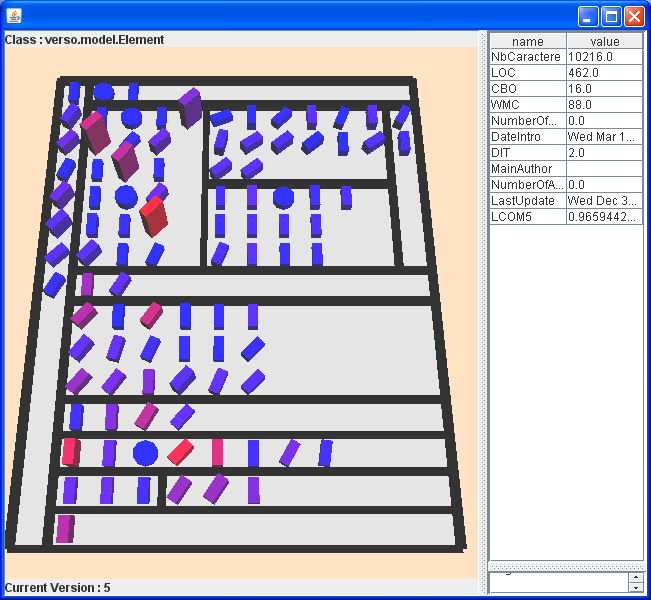 Class : verso.model.Element
name value
NbCaractere 10216.0
LOC 462.0
CBO 16.0
WMC 88.0
NumberOf... 0.0
DateIntro Wed Mar 1...
DIT 2.0
MainAuthor
NumberOfA... 0.0
LastUpdate Wed Dec 3...
LCOM5 0.9659442...
Current Version : 5